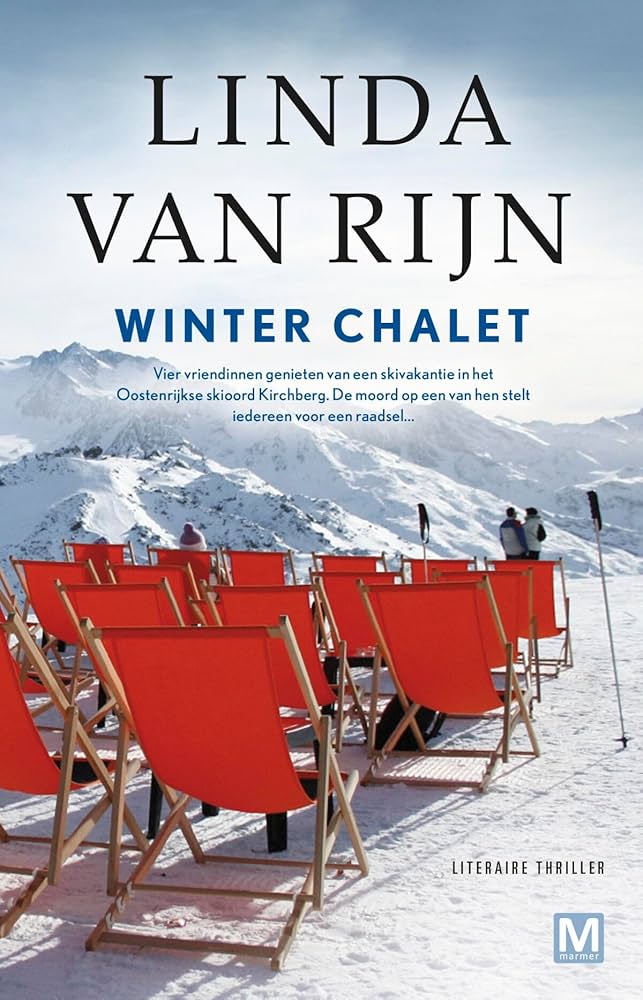 LINDA
VAN RIJN
WINTER CHALET
Vier vriendinnen genieten van een skivakantie in het
Oostenrijkse skioord Kirchberg. De moord op een van hen stelt
iedereen voor een raadsel...
LITERAIRE THRILLER
M
marmer